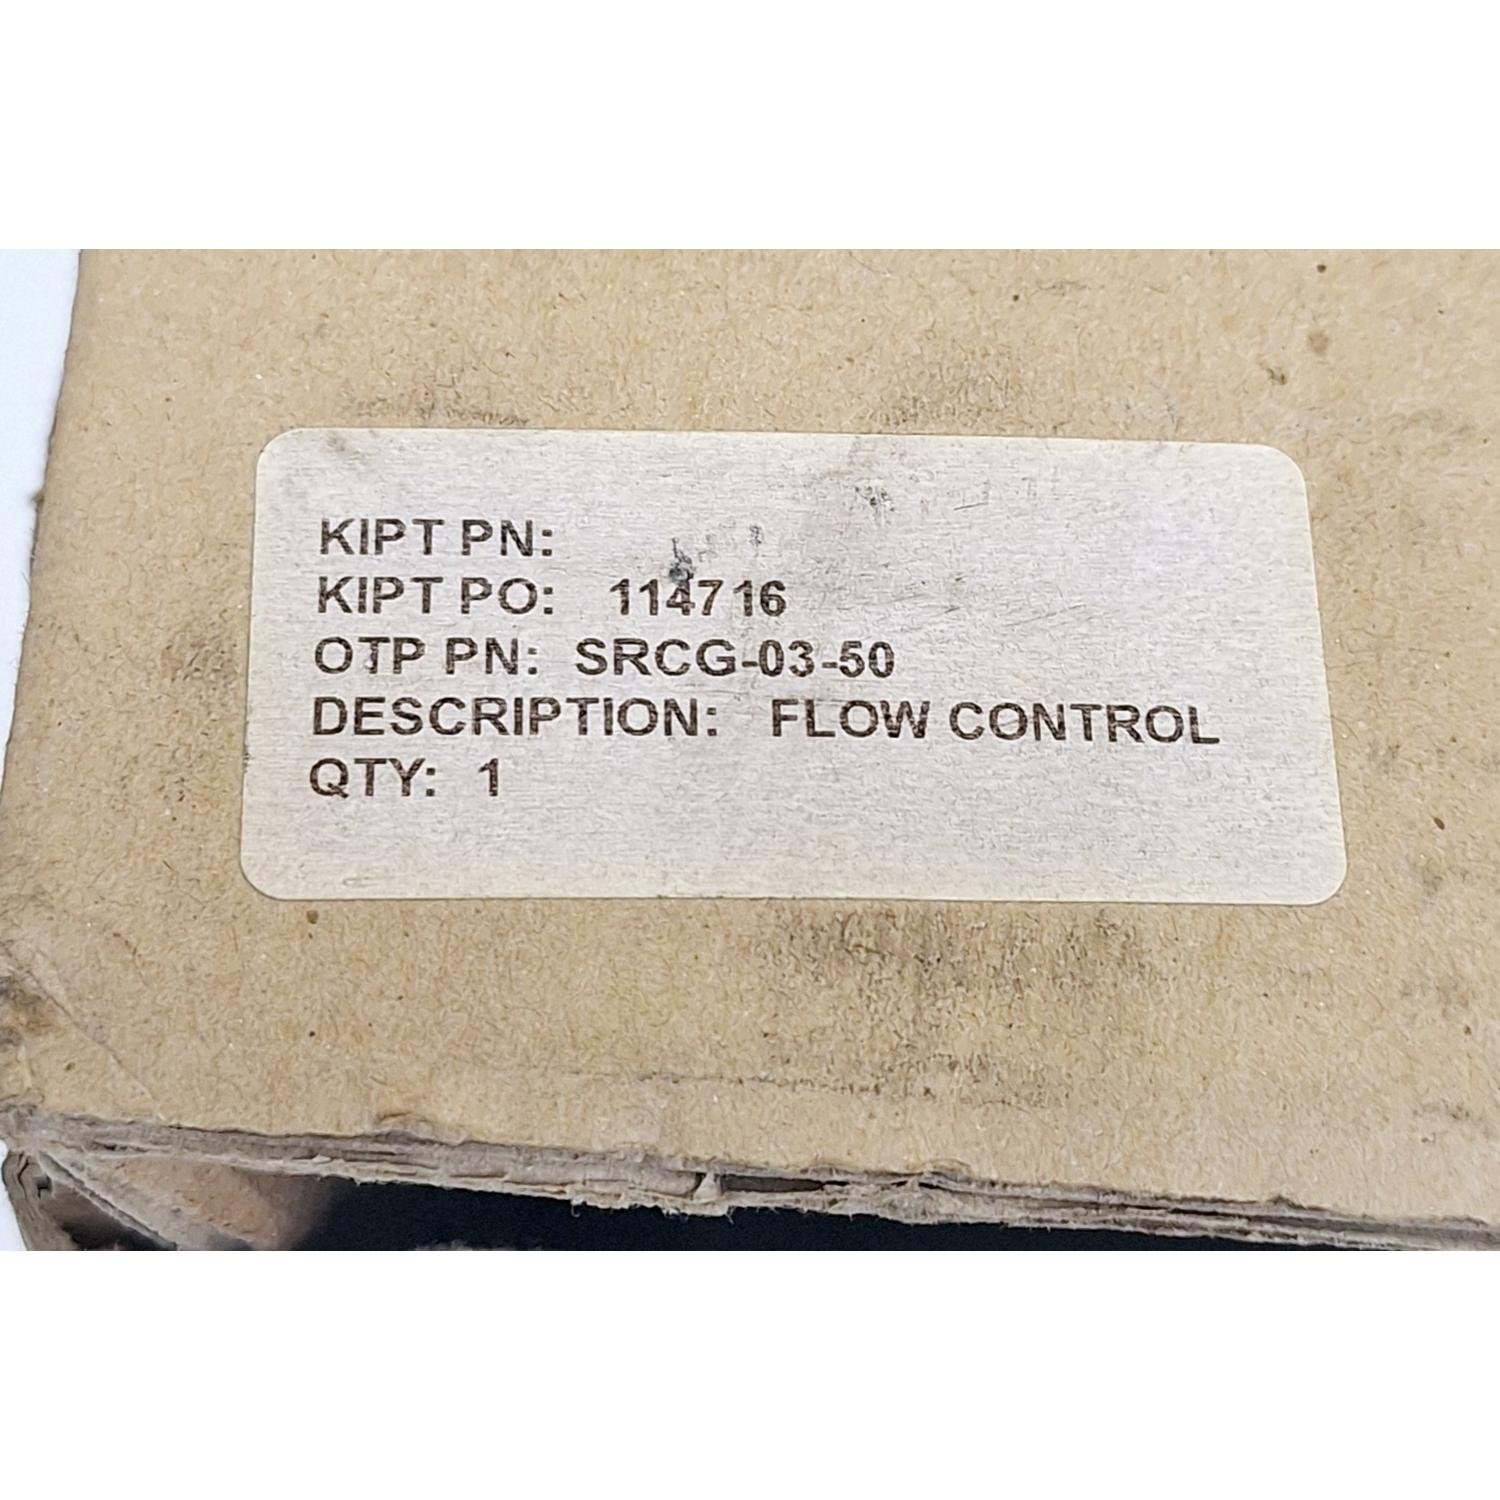 KIPT PN:
KIPT PO: 114716
OTP PN: SRCG-03-50
DESCRIPTION: FLOW CONTROL
QTY: 1